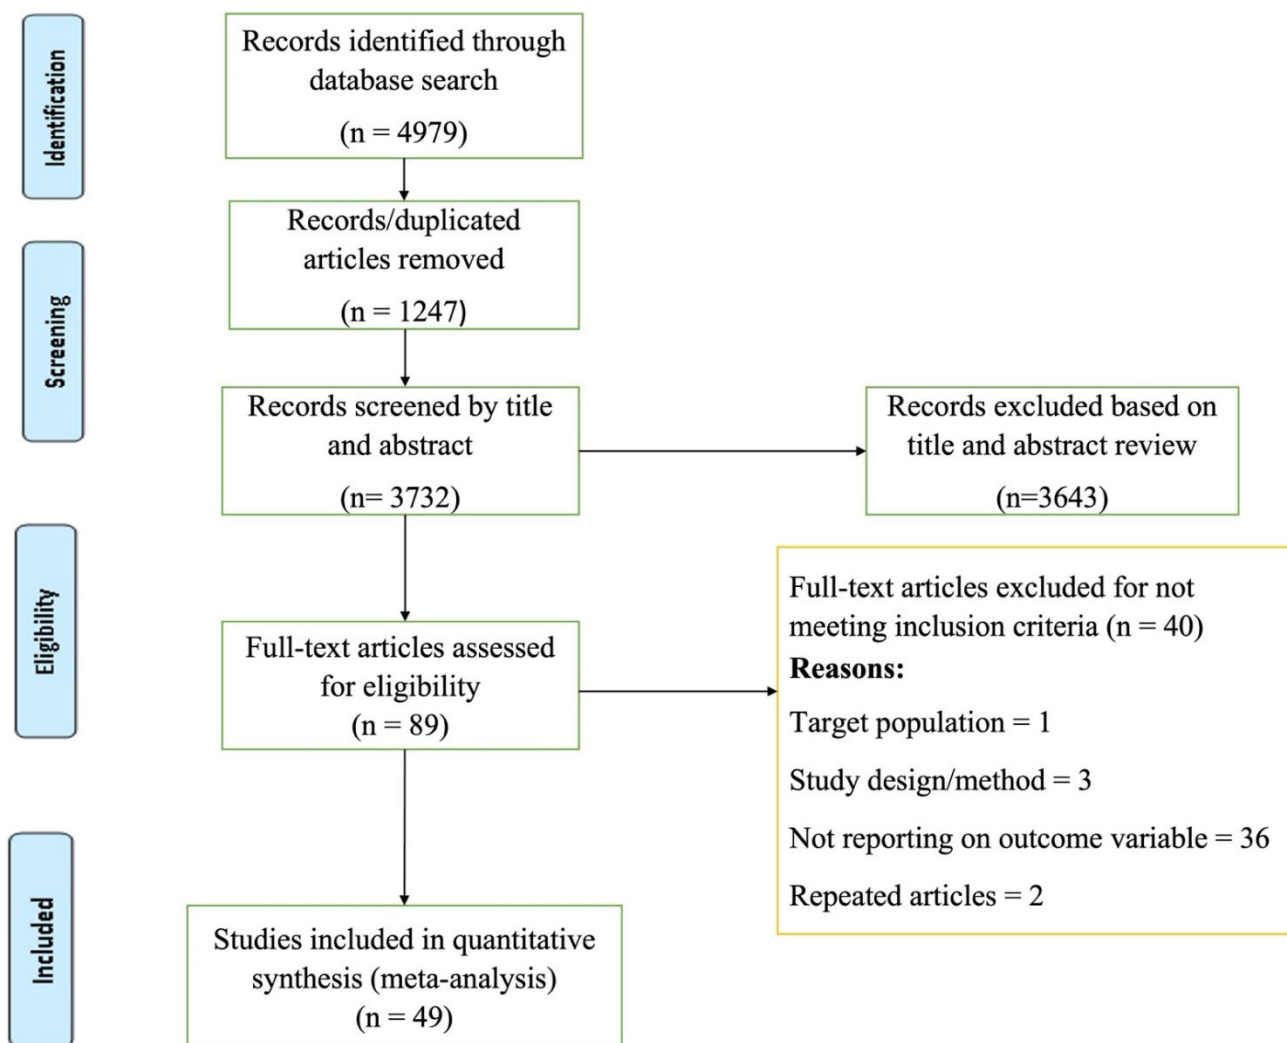 Identification
Records identified through
database search
(n = 4979)
Records/duplicated
articles removed
(n = 1247)
Screening
Records screened by title
and abstract
(n= 3732)
Records excluded based on
title and abstract review
(n=3643)
Eligibility
Full-text articles assessed
for eligibility
(n = 89)
Full-text articles excluded for not
meeting inclusion criteria (n = 40)
Reasons:
Target population = 1
Study design/method = 3
Not reporting on outcome variable = 36
Repeated articles = 2
Included
Studies included in quantitative
synthesis (meta-analysis)
(n = 49)